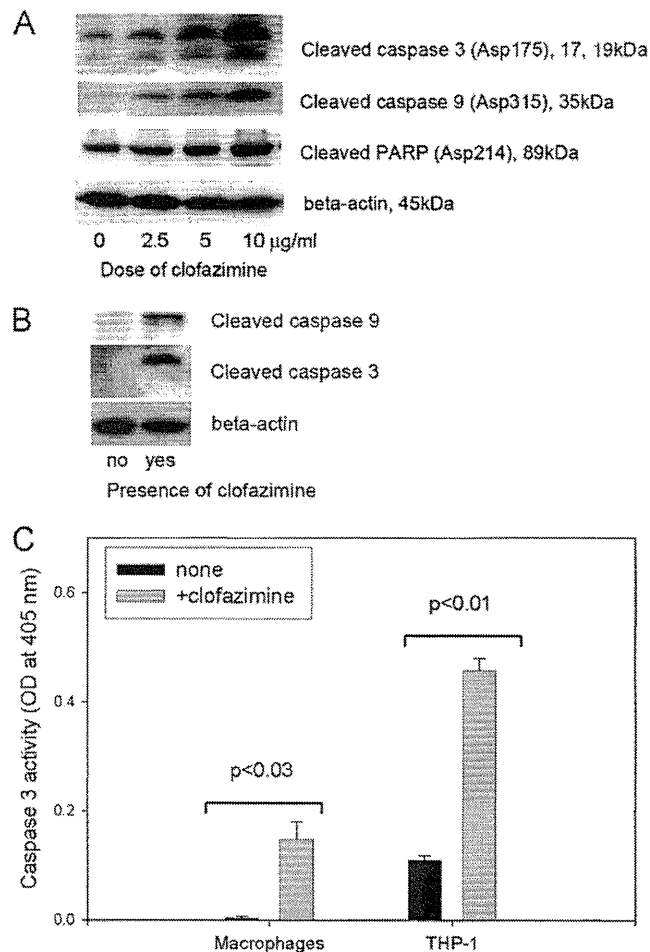 A
Cleaved caspase 3 (Asp175), 17, 19kDa
Cleaved caspase 9 (Asp315), 35kDa
Cleaved PARP (Asp214), 89kDa
beta-actin, 45kDa
0 2.5 5 10 µg/ml
Dose of clofazimine
B
Cleaved caspase 9
Cleaved caspase 3
beta-actin
no yes
Presence of clofazimine
C
none
+clofazimine
p<0.03
p<0.01
Caspase 3 activity (OD at 405 nm)
0.6
0.4
0.2
0.0
Macrophages THP-1